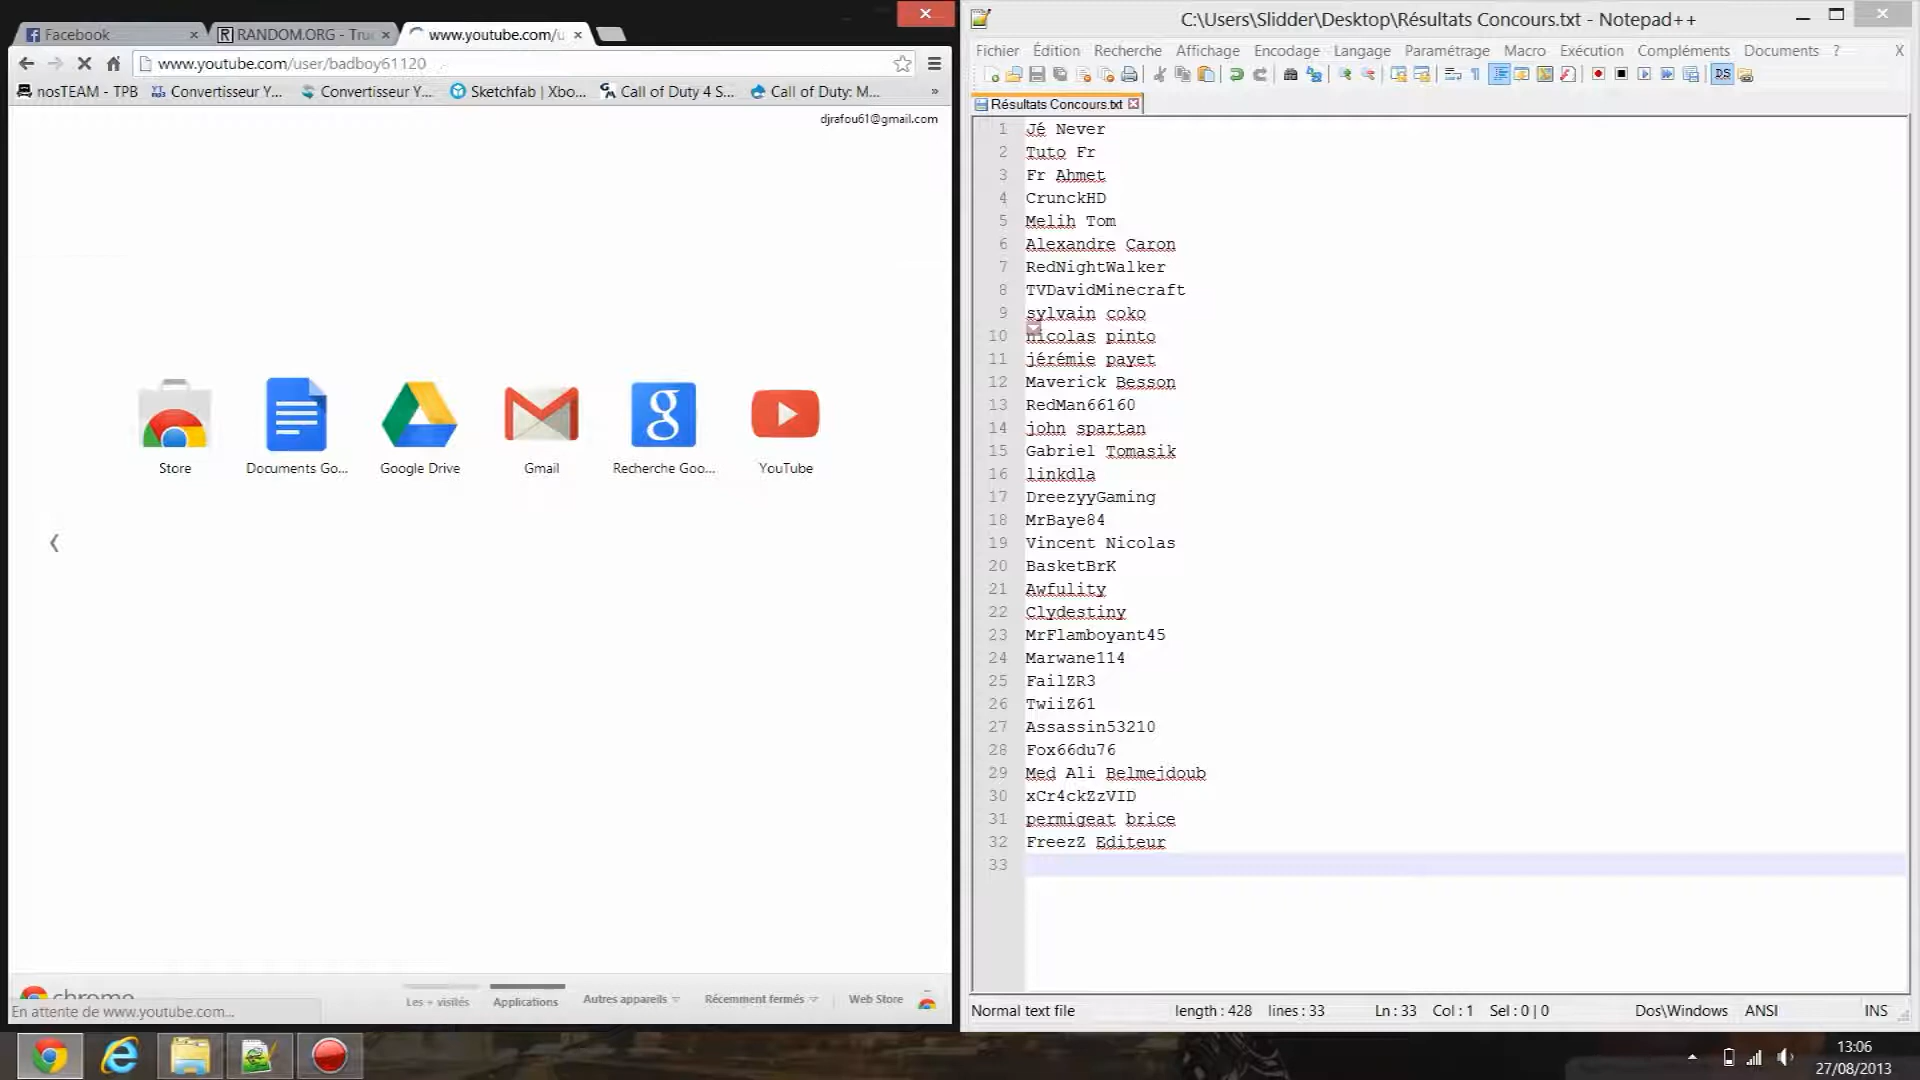 Facebook
RANDOM.ORG - Tru
www.youtube.com/u
www.youtube.com/user/badboy61120
nosTEAM - TPB
Convertisseur Y...
Convertisseur Y...
Sketchfab | Xbo...
Call of Duty 4 S...
Call of Duty: M...
»
djrafou61@gmail.com
Store
Documents Go...
Google Drive
Gmail
Recherche Goo...
YouTube
chrome
Les + visités
Applications
Autres appareils
Récemment fermés
Web Store
En attente de www.youtube.com...
C:\Users\Slidder\Desktop\Résultats Concours.txt - Notepad++
Fichier Édition Recherche Affichage Encodage Langage Paramétrage Macro Exécution Compléments Documents ? X
Résultats Concours.txt
1 Jé Never
2 Tuto Fr
3 Fr Ahmet
4 CrunckHD
5 Melih Tom
6 Alexandre Caron
7 RedNightWalker
8 TVDavidMinecraft
9 sylvain coko
10 nicolas pinto
11 jérémie payet
12 Maverick Besson
13 RedMan66160
14 john spartan
15 Gabriel Tomasik
16 linkdla
17 DreezyyGaming
18 MrBaye84
19 Vincent Nicolas
20 BasketBrK
21 Awfulity
22 Clydestiny
23 MrFlamboyant45
24 Marwane114
25 FailZR3
26 TwiiZ61
27 Assassin53210
28 Fox66du76
29 Med Ali Belmejdoub
30 xCr4ckZzVID
31 permigeat brice
32 FreezZ Editeur
33
Normal text file length : 428 lines : 33 Ln : 33 Col : 1 Sel : 0 | 0 Dos\Windows ANSI INS
13:06
27/08/2013